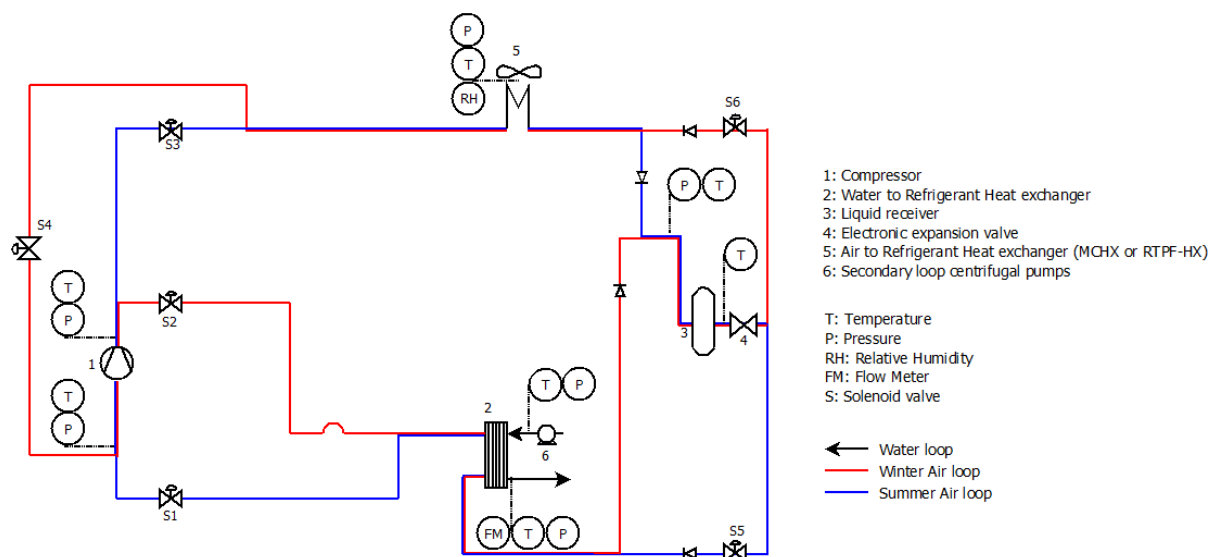 P
5
T
RH
S6
S3
P
T
S4
T
T
S2
P
3
4
1
T
P
2
T
P
6
S1
FM
T
P
S5
1: Compressor
2: Water to Refrigerant Heat exchanger
3: Liquid receiver
4: Electronic expansion valve
5: Air to Refrigerant Heat exchanger (MCHX or RTPF-HX)
6: Secondary loop centrifugal pumps
T: Temperature
P: Pressure
RH: Relative Humidity
FM: Flow Meter
S: Solenoid valve
Water loop
Winter Air loop
Summer Air loop